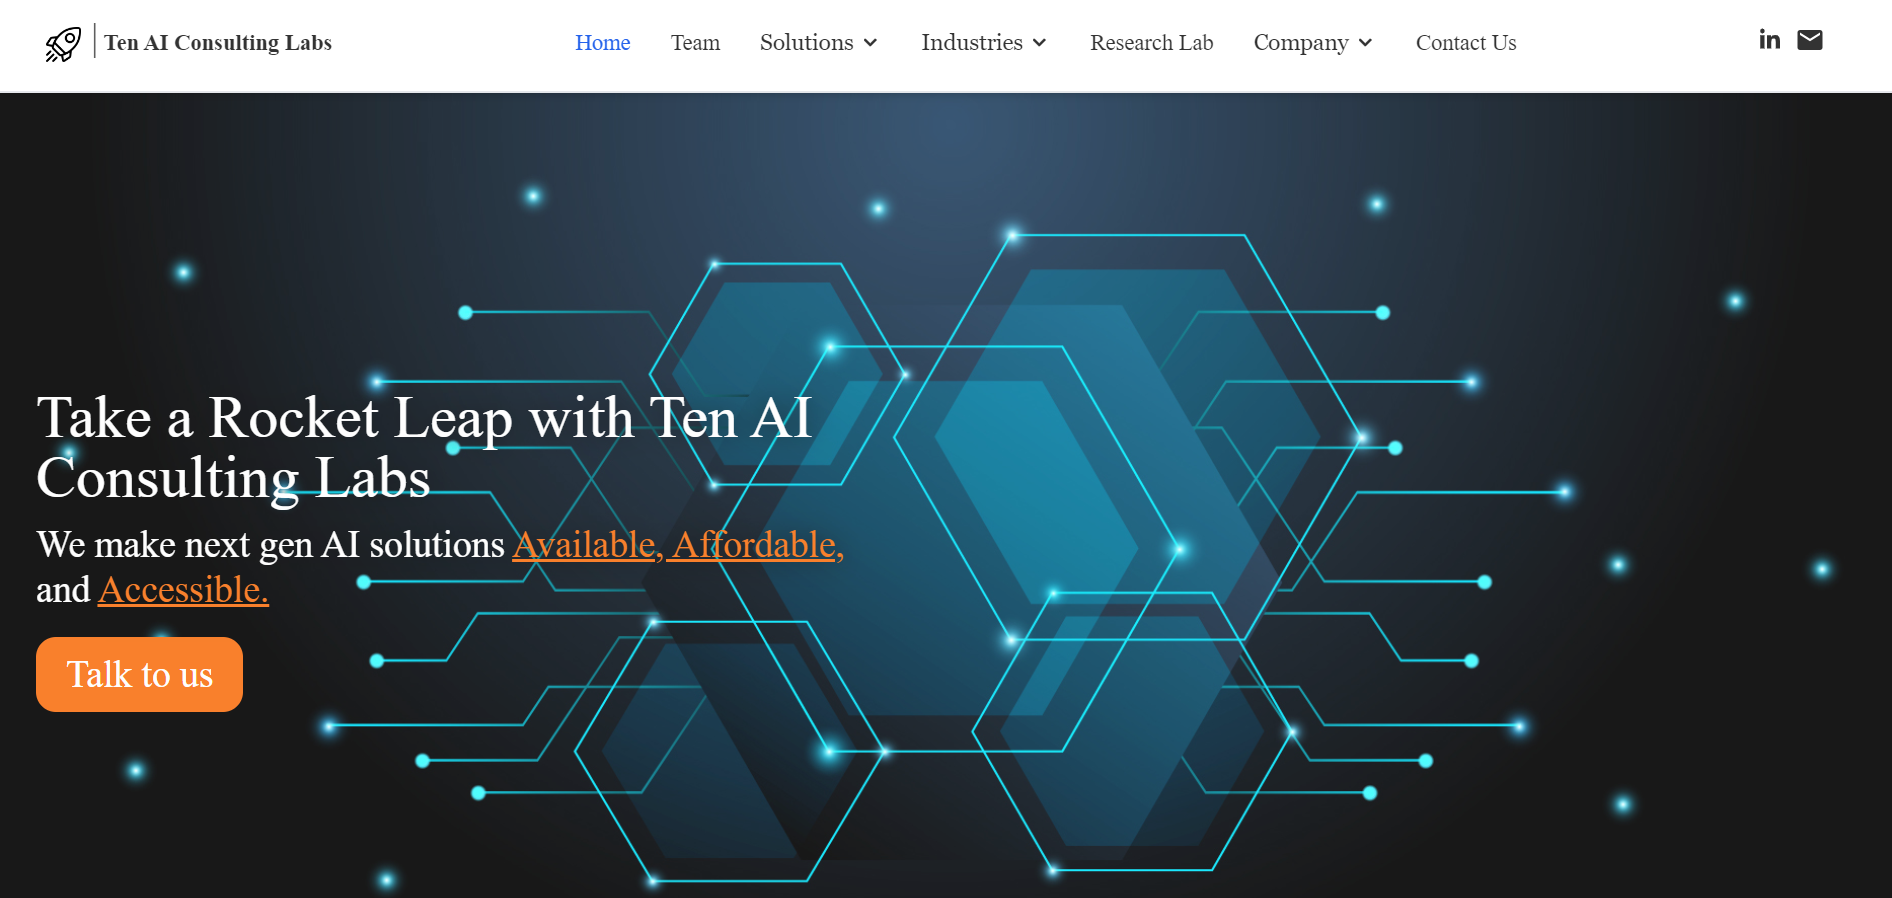 Ten AI Consulting Labs
Home Team Solutions Industries Research Lab Company Contact Us
in
Take a Rocket Leap with Ten AI
Consulting Labs
We make next gen AI solutions Available, Affordable,
and Accessible.
Talk to us